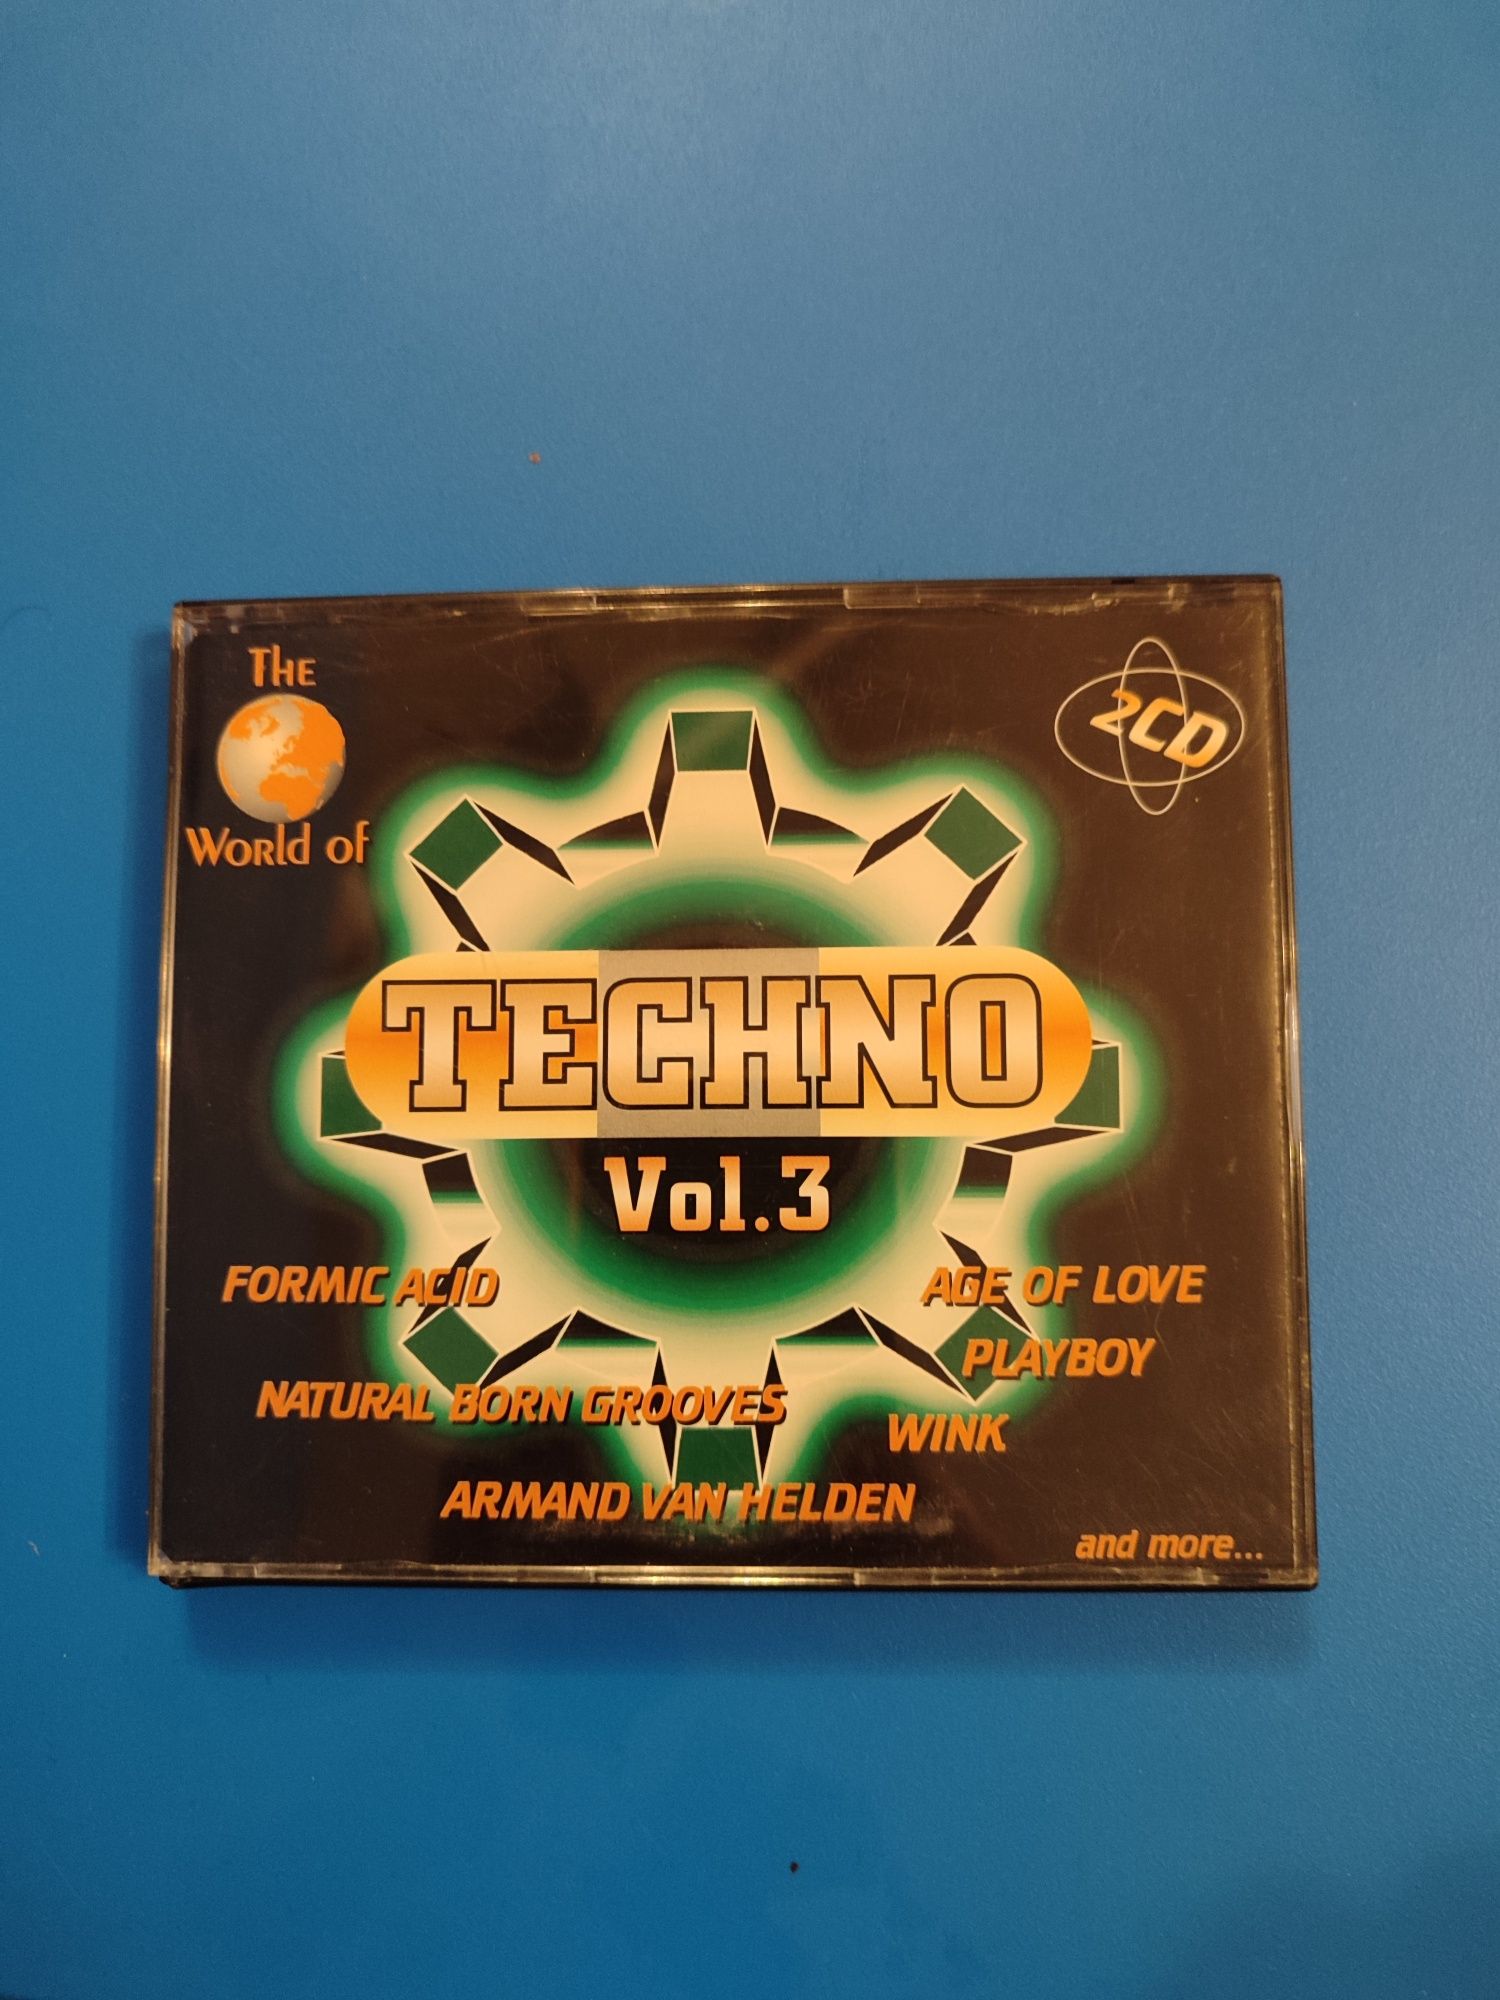 The
World of
2CD
TECHNO
Vol.3
FORMIC ACID
AGE OF LOVE
PLAYBOY
NATURAL BORN GROOVES
WINK
ARMAND VAN HELDEN
and more...